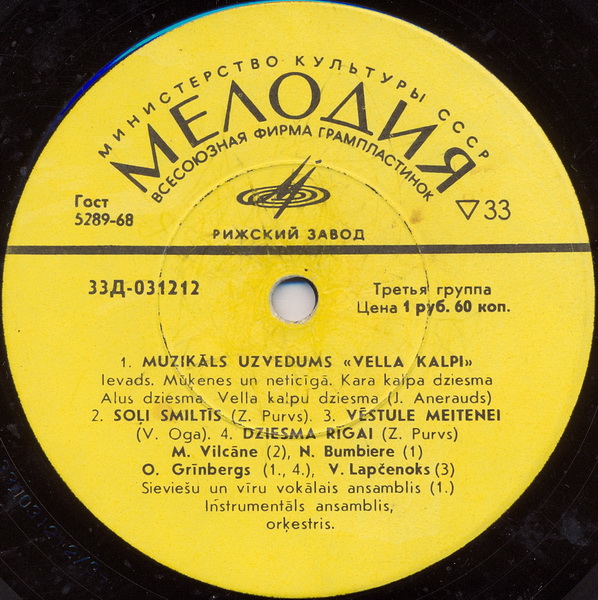 МИНИСТЕРСТВО КУЛЬТУРЫ СССР
МЕЛОДИЯ
ВСЕСОЮЗНАЯ ФИРМА ГРАМПЛАСТИНОК
Гост
5289-68
▽33
РИЖСКИЙ ЗАВОД
33Д-031212
Третья группа
Цена 1 руб. 60 коп.
1. MUZIKĀLS UZVEDUMS «VELLA KALPI»
Ievads. Mūķenes un neticīgā. Kara kalpa dziesma
Alus dziesma. Vella kalpu dziesma (J. Anerauds)
2. SOĻI SMILTĪS (Z. Purvs). 3. VĒSTULE MEITENEI
(V. Oga). 4. DZIESMA RĪGAI (Z. Purvs)
M. Vilcāne (2), N. Bumbiere (1)
O. Grīnbergs (1., 4.), V. Lapčenoks (3)
Sieviešu un vīru vokālais ansamblis (1.)
Instrumentāls ansamblis,
orķestris.